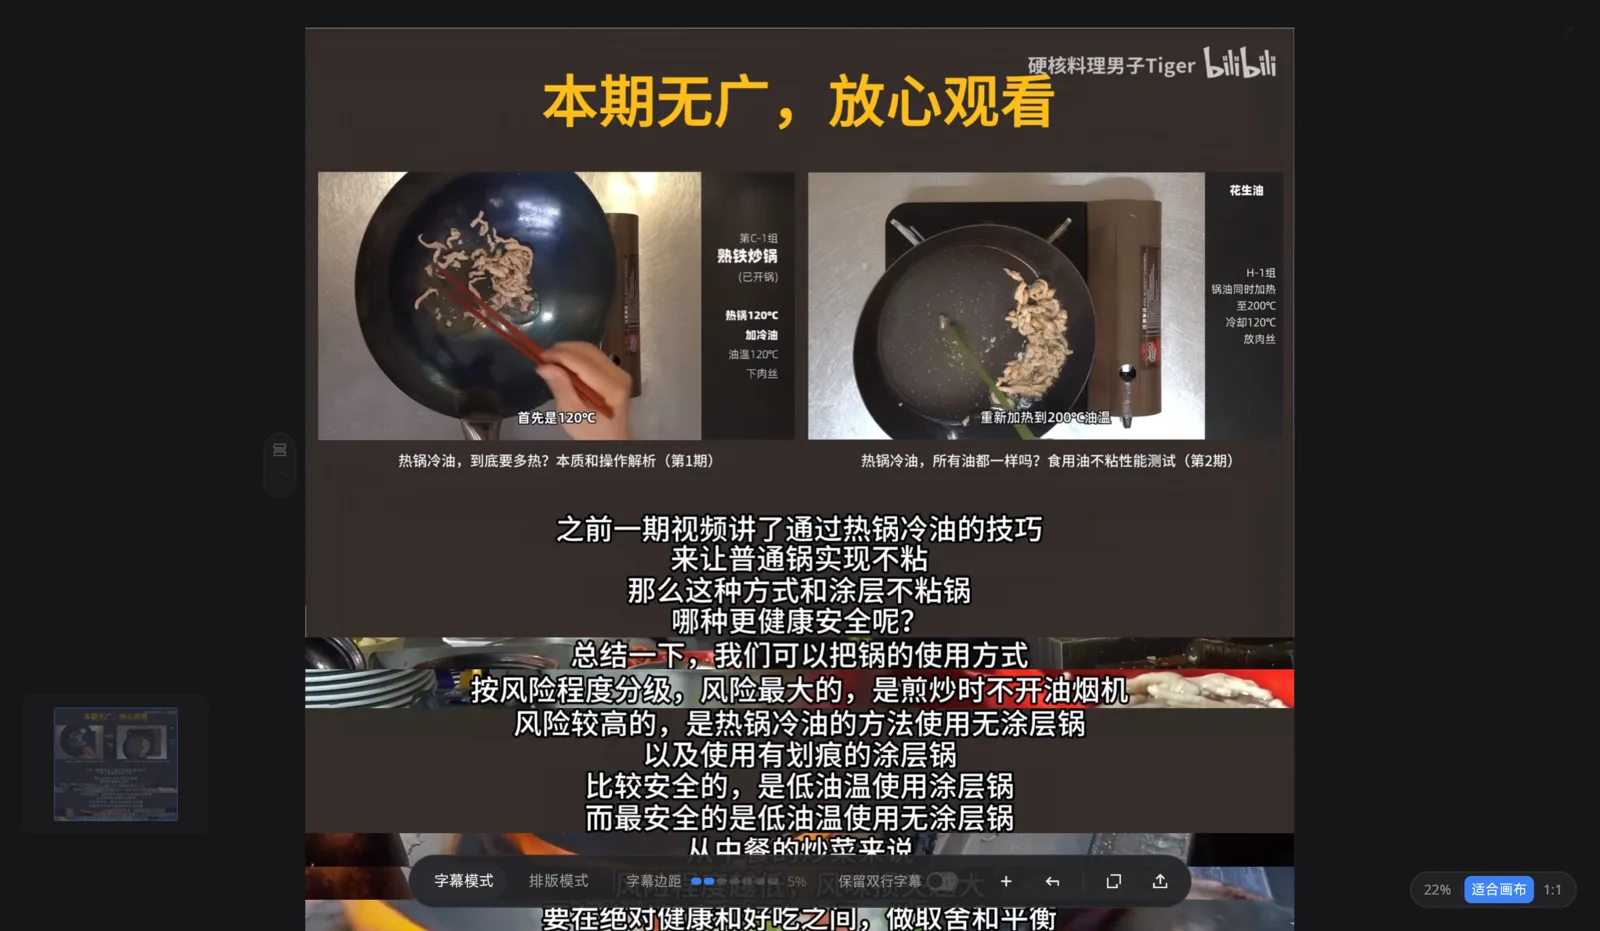 硬核料理男子Tiger bilibili
本期无广，放心观看
第C-1组
熟铁炒锅
(已开锅)
热锅120℃
加冷油
油温120℃
下肉丝
首先是120℃
花生油
H-1组
锅油同时加热
至200℃
冷却120℃
放肉丝
重新加热到200℃油温
热锅冷油，到底要多热？本质和操作解析（第1期）
热锅冷油，所有油都一样吗？食用油不粘性能测试（第2期）
之前一期视频讲了通过热锅冷油的技巧
来让普通锅实现不粘
那么这种方式和涂层不粘锅
哪种更健康安全呢？
总结一下，我们可以把锅的使用方式
按风险程度分级，风险最大的，是煎炒时不开油烟机
风险较高的，是热锅冷油的方法使用无涂层锅
以及使用有划痕的涂层锅
比较安全的，是低油温使用涂层锅
而最安全的是低油温使用无涂层锅
从中餐的炒菜来说
字幕模式 排版模式 字幕边距 5% 保留双行字幕
要在绝对健康和好吃之间，做取舍和平衡
22% 适合画布 1:1